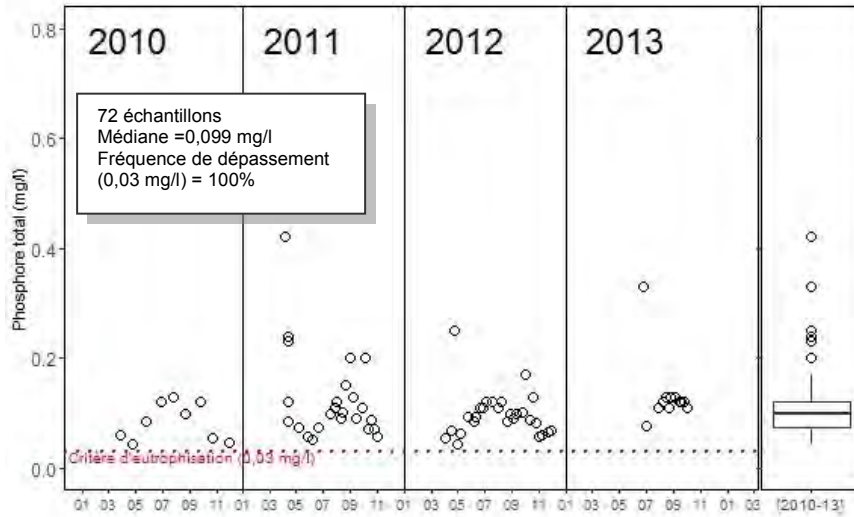 0.8
0.6
0.4
0.2
0.0
Phosphore total (mg/l)
2010
2011
2012
2013
72 échantillons
Médiane =0,099 mg/l
Fréquence de dépassement
(0,03 mg/l) = 100%
Critère d'eutrophisation (0,03 mg/l)
01 03 05 07 09 11 01 03 05 07 09 11 01 03 05 07 09 11 01 03 05 07 09 11 01 03
[2010-13]